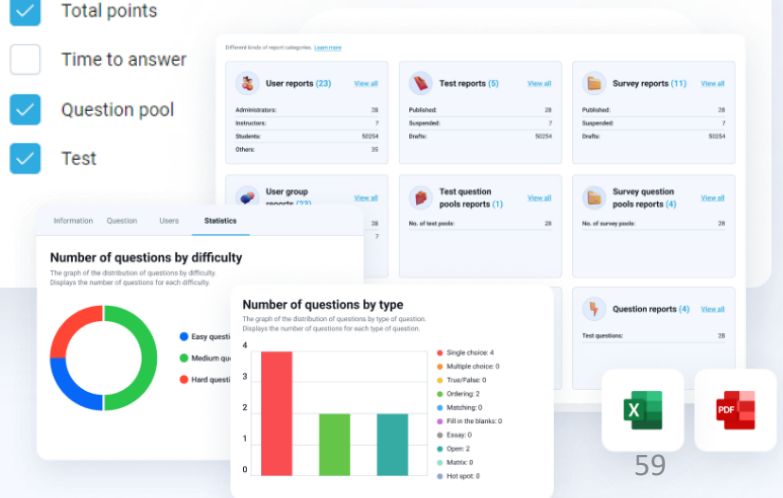 Total points
Time to answer
Question pool
Test
Different kinds of report categories. Learn more
User reports (23) View all
Administrators: 28
Instructors: 7
Students: 50254
Others: 35
Test reports (5) View all
Published: 28
Suspended: 7
Drafts: 50254
Survey reports (11) View all
Published: 28
Suspended: 7
Drafts: 50254
User group
reports (23)
View all
28
7
Test question
pools reports (1)
View all
No. of test pools: 28
Survey question
pools reports (4)
View all
No. of survey pools: 28
Question reports (4) View all
Test questions: 28
Information Question Users Statistics
Number of questions by difficulty
The graph of the distribution of questions by difficulty.
Displays the number of questions for each difficulty.
Easy questi
Medium qu
Hard questi
Number of questions by type
The graph of the distribution of questions by type of question.
Displays the number of questions for each type of question.
4
3
2
1
0
Single choice: 4
Multiple choice: 0
True/False: 0
Ordering: 2
Matching: 0
Fill in the blanks: 0
Essay: 0
Open: 2
Matrix: 0
Hot spot: 0
X
PDF
59